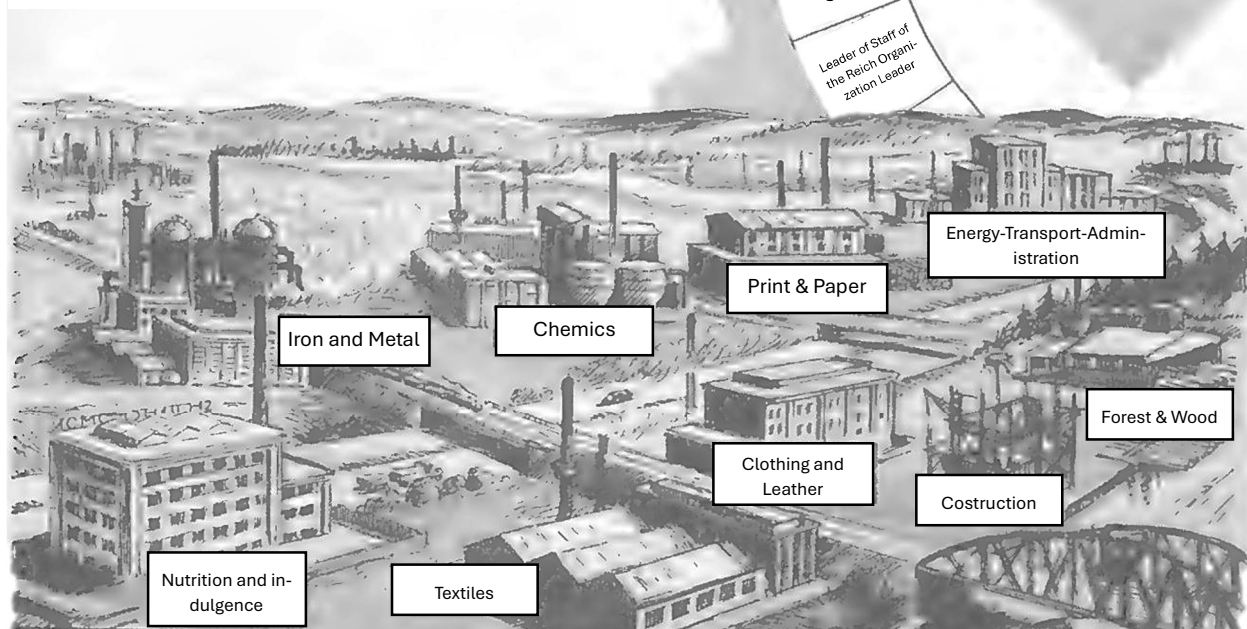 Leader of Staff of
the Reich Organi-
zation Leader
Energy-Transport-Admin-
istration
Print & Paper
Chemics
Iron and Metal
Forest & Wood
Clothing and
Leather
Costruction
Nutrition and in-
dulgence
Textiles